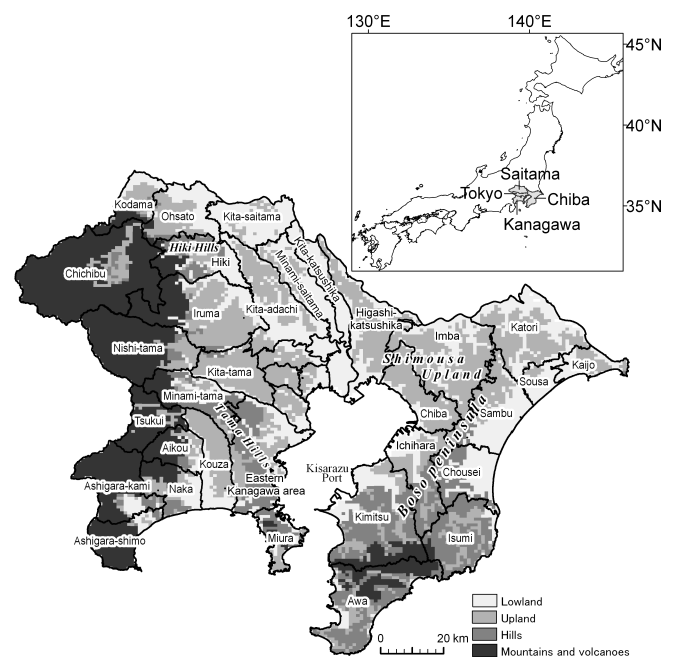 130°E
140°E
45°N
40°N
35°N
Saitama
Tokyo
Chiba
Kanagawa
Kodama
Ohsato
Kita-saitama
Hiki Hills
Hiki
Kita-katsushika
Minami-saitama
Chichibu
Iruma
Kita-adachi
Higashi-
katsushika
Imba
Katori
Nishi-tama
Kita-tama
Shimousa
Upland
Kaijo
Sousa
Minami-tama
Tsukui
Tama Hills
Chiba
Sambu
Aikou
Ichihara
Kouza
Kisarazu
Port
Boso peninsula
Chousei
Ashigara-kami
Naka
Eastern
Kanagawa area
Kimitsu
Ashigara-shimo
Miura
Isumi
Awa
Lowland
Upland
Hills
Mountains and volcanoes
0
20 km